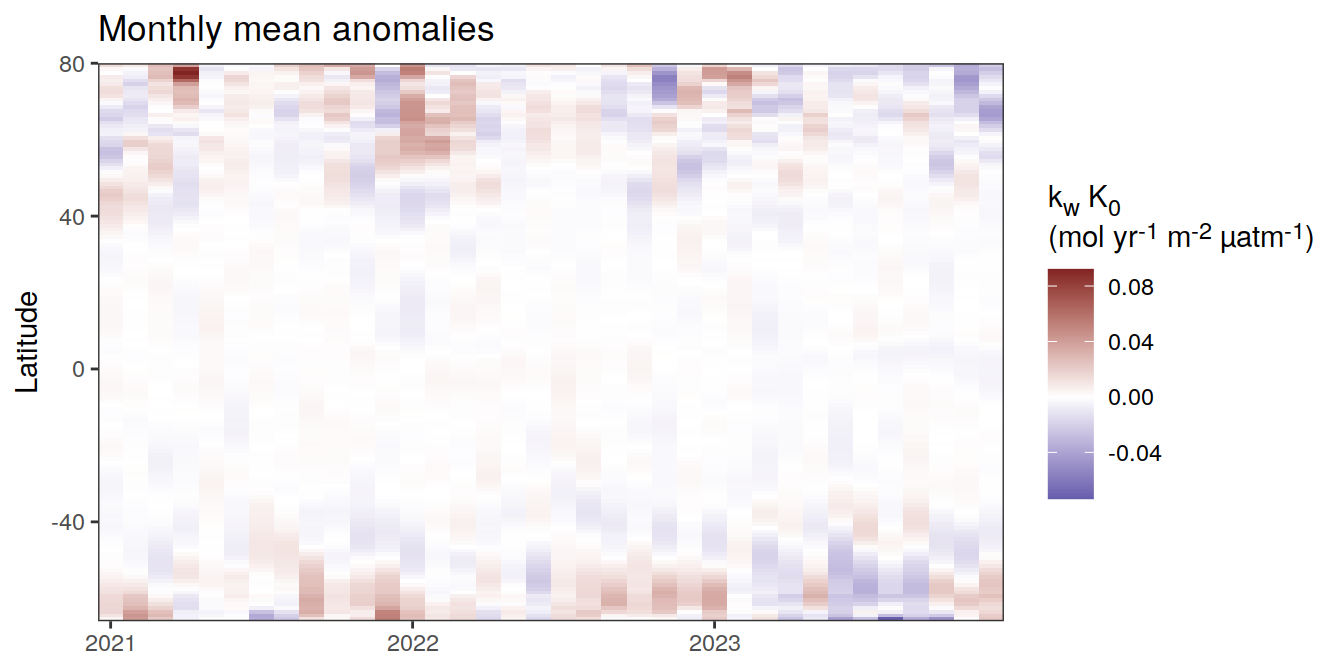 Monthly mean anomalies
80
40
0
-40
Latitude
2021 2022 2023
k_w K_0
(mol yr⁻¹ m⁻² µatm⁻¹)
0.08
0.04
0.00
-0.04